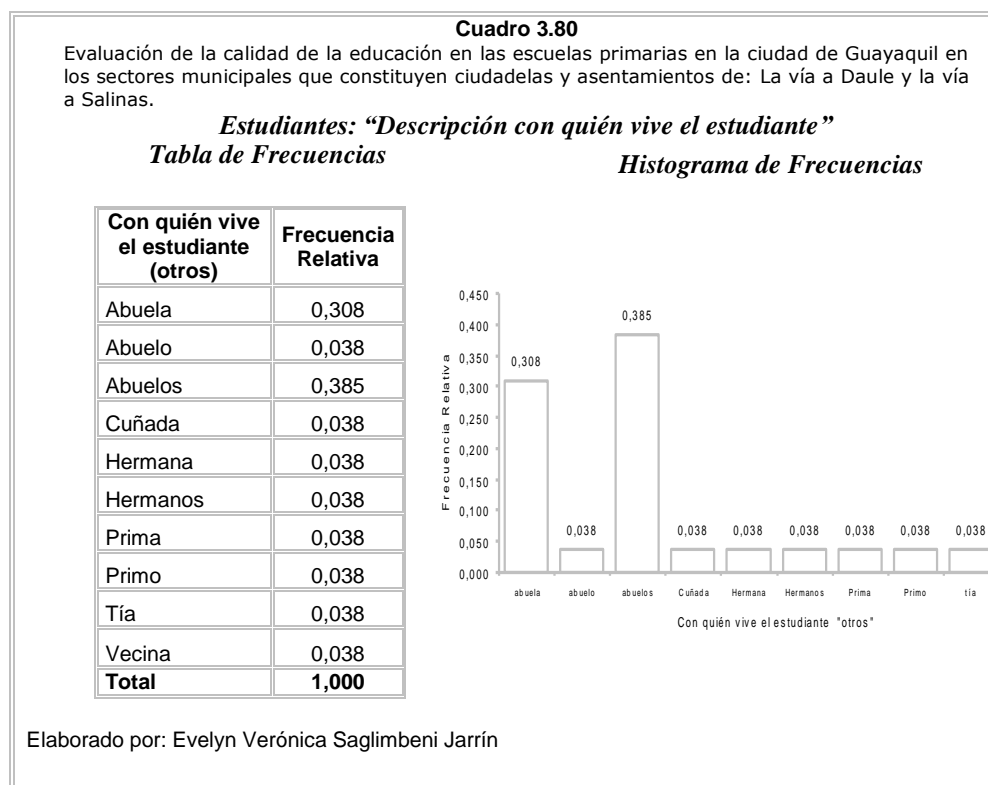 Cuadro 3.80
Evaluación de la calidad de la educación en las escuelas primarias en la ciudad de Guayaquil en
los sectores municipales que constituyen ciudadelas y asentamientos de: La vía a Daule y la vía
a Salinas.
Estudiantes: “Descripción con quién vive el estudiante”
Tabla de Frecuencias
Histograma de Frecuencias
Con quién vive
el estudiante
(otros)
Frecuencia
Relativa
Abuela 0,308
Abuelo 0,038
Abuelos 0,385
Cuñada 0,038
Hermana 0,038
Hermanos 0,038
Prima 0,038
Primo 0,038
Tía 0,038
Vecina 0,038
Total 1,000
Frecuencia Relativa
0,450
0,400
0,350
0,300
0,250
0,200
0,150
0,100
0,050
0,000
0,308
0,038
0,385
0,038
0,038
0,038
0,038
0,038
0,038
abuela abuelo abuelos Cuñada Hermana Hermanos Prima Primo tía
Con quién vive el estudiante "otros"
Elaborado por: Evelyn Verónica Saglimbeni Jarrín